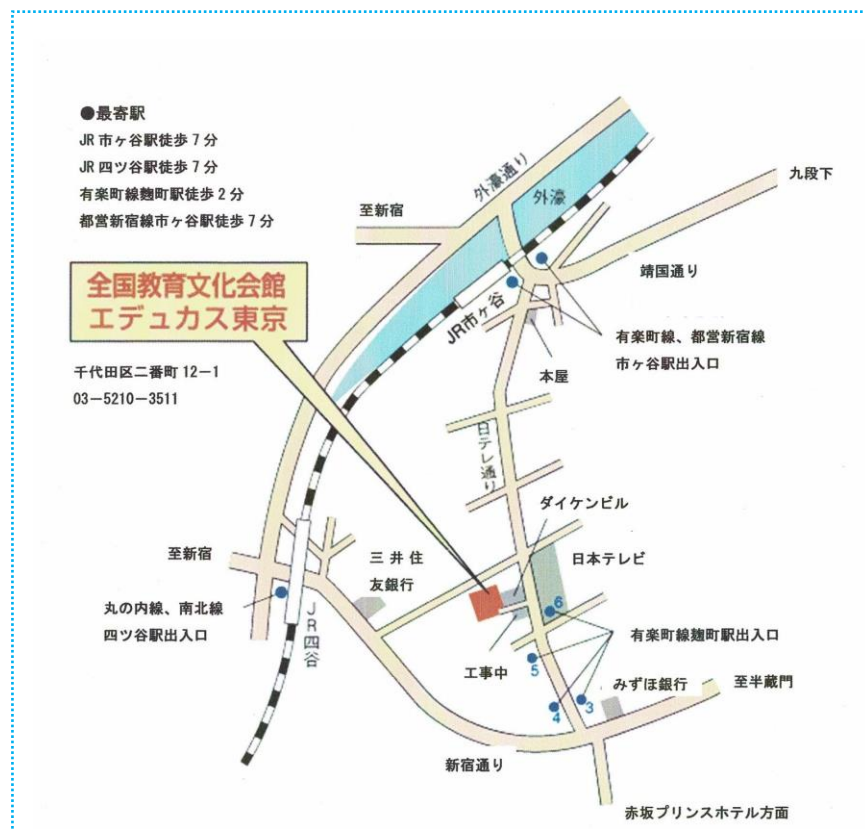 ●最寄駅
JR 市ヶ谷駅徒歩 7 分
JR 四ツ谷駅徒歩 7 分
有楽町線麴町駅徒歩 2 分
都営新宿線市ヶ谷駅徒歩 7 分
全国教育文化会館
エデュカス東京
千代田区二番町 12－1
03－5210－3511
至新宿
外濠通り
外濠
九段下
靖国通り
JR市ヶ谷
有楽町線、都営新宿線
市ヶ谷駅出入口
本屋
日テレ通り
ダイケンビル
日本テレビ
三 井 住
友銀行
至新宿
丸の内線、南北線
四ツ谷駅出入口
JR四谷
工事中
6
5
4
3
有楽町線麴町駅出入口
みずほ銀行
至半蔵門
新宿通り
赤坂プリンスホテル方面